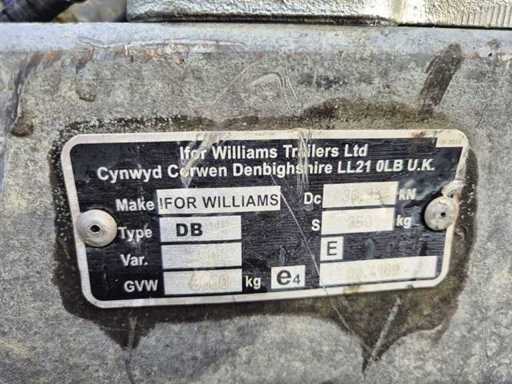 Ifor Williams Trailers Ltd
Cynwyd Corwen Denbighshire LL21 0LB U.K.
Make IFOR WILLIAMS Dc kN
Type DB S 350 kg
Var. E
GVW kg e4